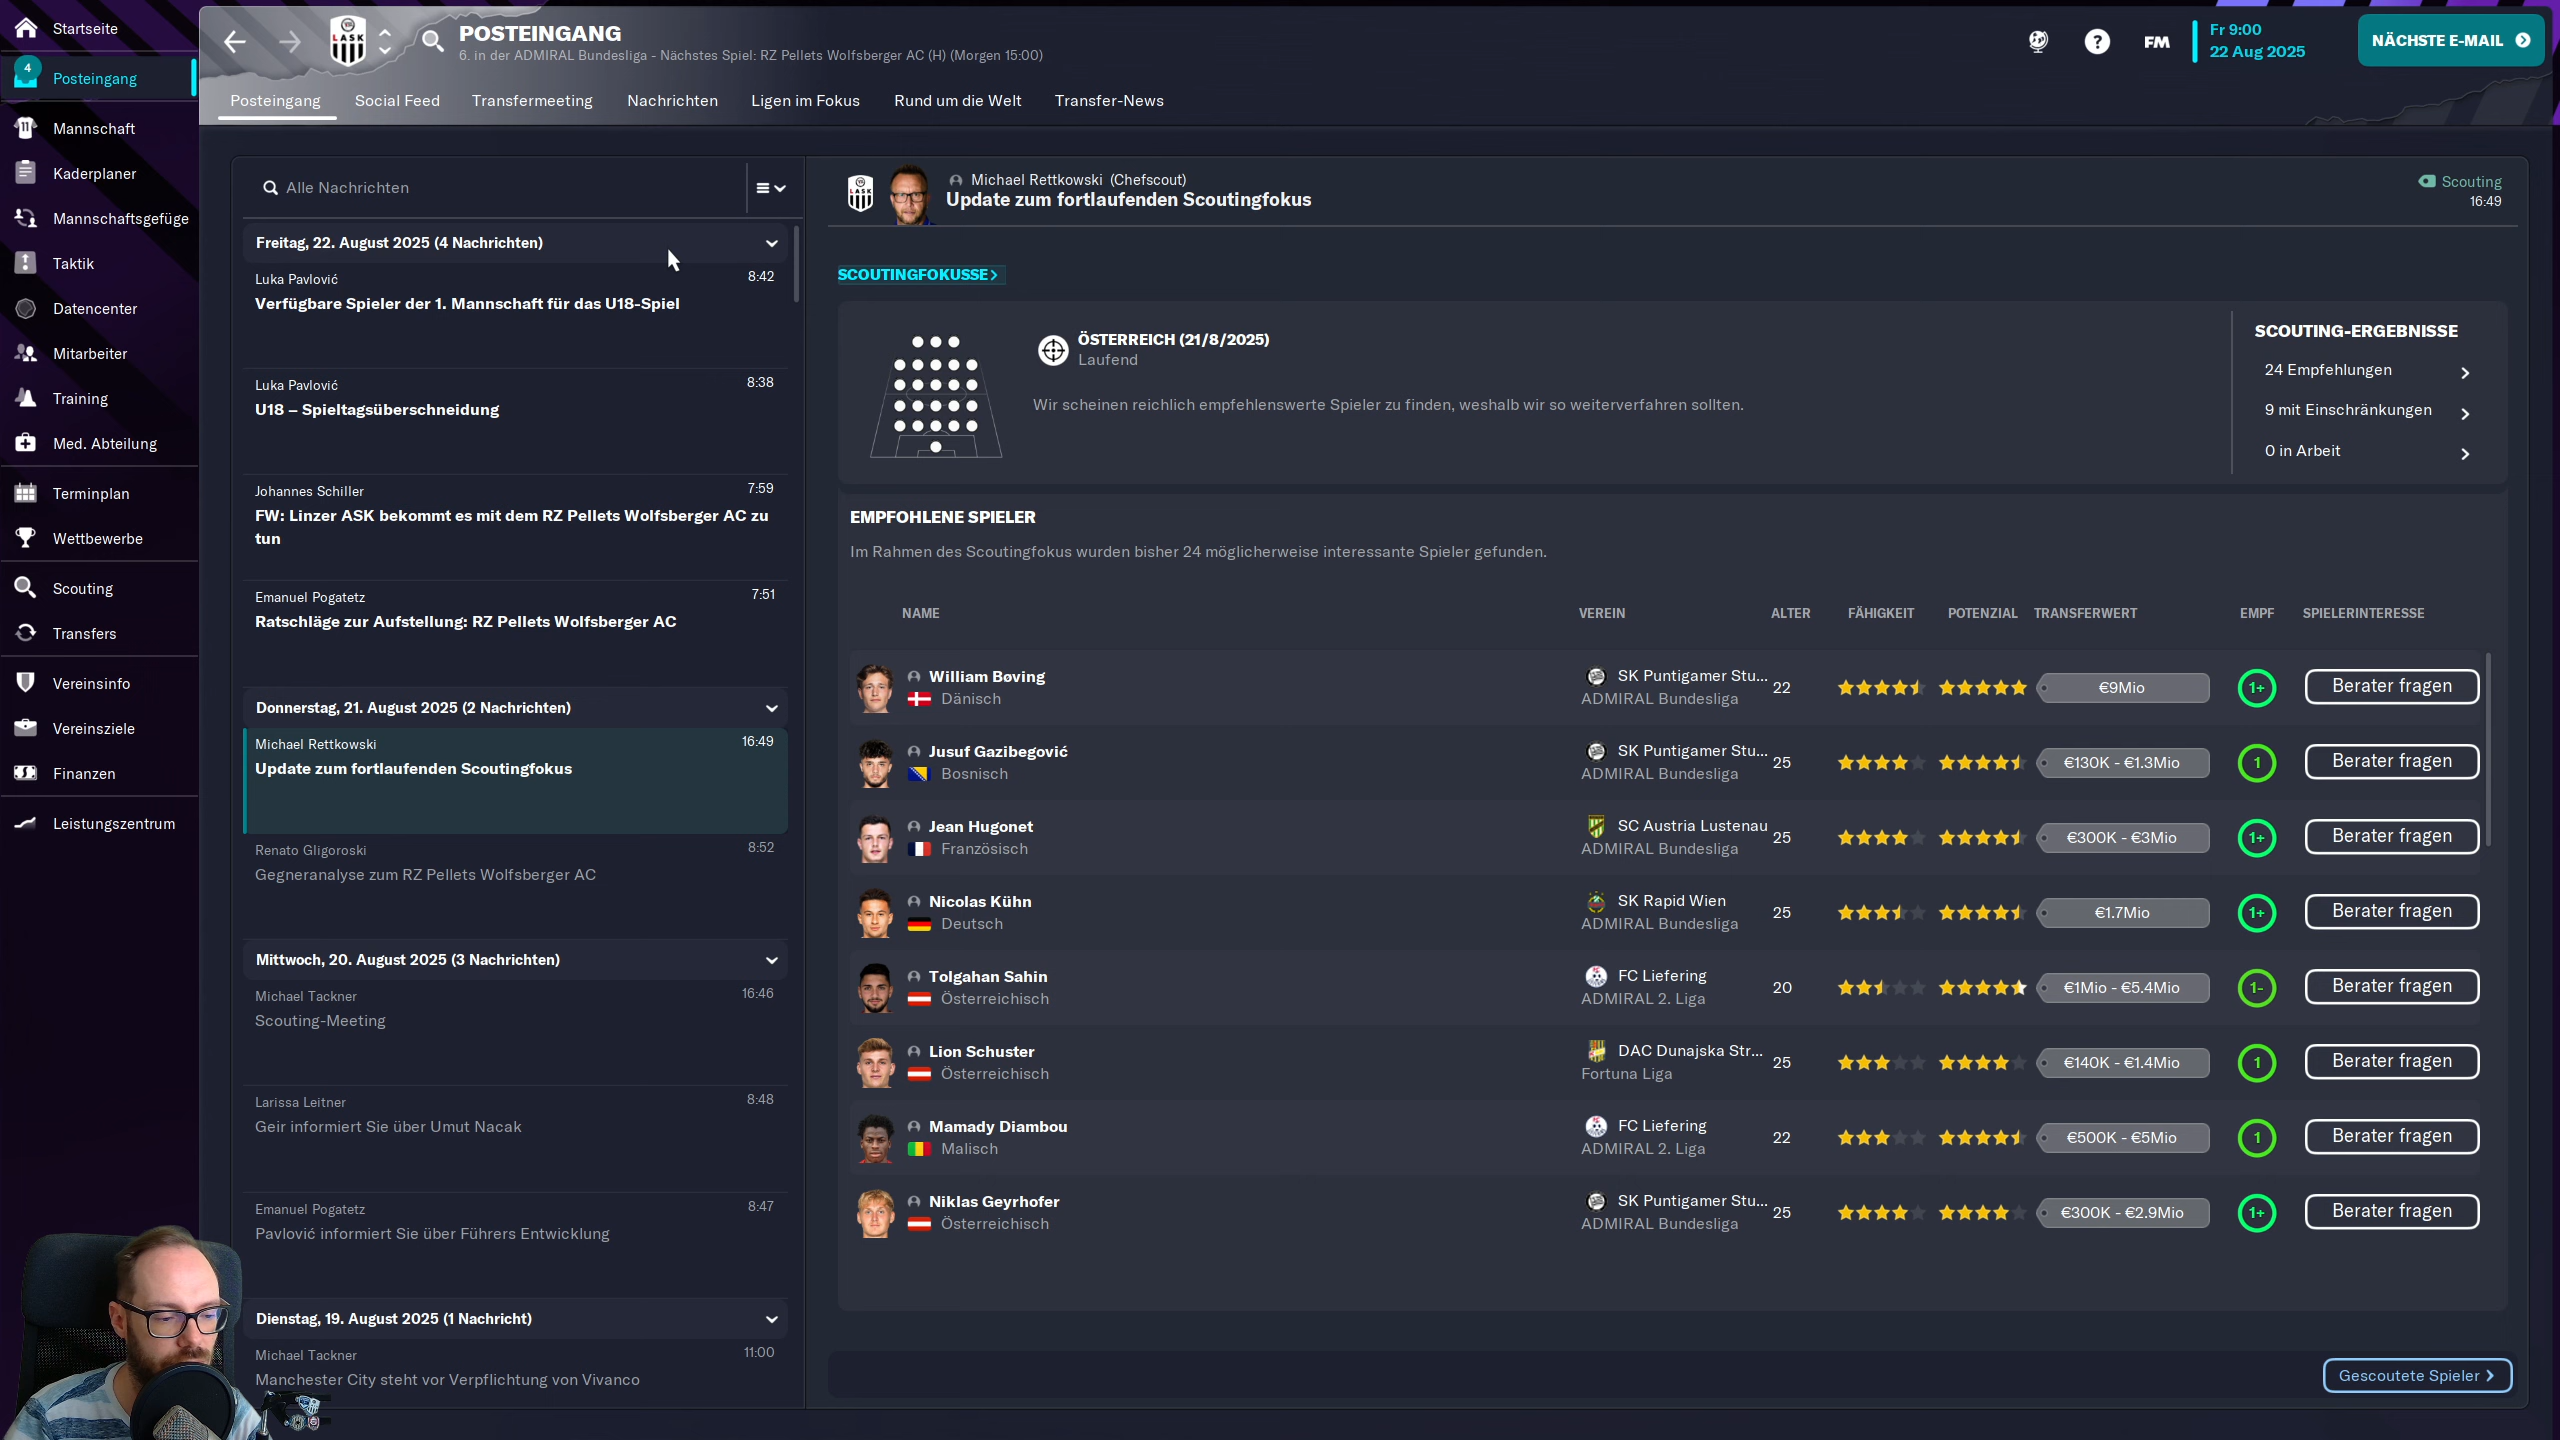 Startseite
4
Posteingang
Mannschaft
Kaderplaner
Mannschaftsgefüge
Taktik
Datencenter
Mitarbeiter
Training
Med. Abteilung
Terminplan
Wettbewerbe
Scouting
Transfers
Vereinsinfo
Vereinsziele
Finanzen
Leistungszentrum
LASK
POSTEINGANG
6. in der ADMIRAL Bundesliga - Nächstes Spiel: RZ Pellets Wolfsberger AC (H) (Morgen 15:00)
FM
Fr 9:00
22 Aug 2025
NÄCHSTE E-MAIL
Posteingang Social Feed Transfermeeting Nachrichten Ligen im Fokus Rund um die Welt Transfer-News
Alle Nachrichten
Freitag, 22. August 2025 (4 Nachrichten)
Luka Pavlović 8:42
Verfügbare Spieler der 1. Mannschaft für das U18-Spiel
Luka Pavlović 8:38
U18 – Spieltagsüberschneidung
Johannes Schiller 7:59
FW: Linzer ASK bekommt es mit dem RZ Pellets Wolfsberger AC zu
tun
Emanuel Pogatetz 7:51
Ratschläge zur Aufstellung: RZ Pellets Wolfsberger AC
Donnerstag, 21. August 2025 (2 Nachrichten)
Michael Rettkowski 16:49
Update zum fortlaufenden Scoutingfokus
Renato Gligoroski 8:52
Gegneranalyse zum RZ Pellets Wolfsberger AC
Mittwoch, 20. August 2025 (3 Nachrichten)
Michael Tackner 16:46
Scouting-Meeting
Larissa Leitner 8:48
Geir informiert Sie über Umut Nacak
Emanuel Pogatetz 8:47
Pavlović informiert Sie über Führers Entwicklung
Dienstag, 19. August 2025 (1 Nachricht)
Michael Tackner 11:00
Manchester City steht vor Verpflichtung von Vivanco
LASK
Michael Rettkowski (Chefscout)
Update zum fortlaufenden Scoutingfokus
Scouting
16:49
SCOUTINGFOKUSSE
ÖSTERREICH (21/8/2025)
Laufend
Wir scheinen reichlich empfehlenswerte Spieler zu finden, weshalb wir so weiterverfahren sollten.
SCOUTING-ERGEBNISSE
24 Empfehlungen
9 mit Einschränkungen
0 in Arbeit
EMPFOHLENE SPIELER
Im Rahmen des Scoutingfokus wurden bisher 24 möglicherweise interessante Spieler gefunden.
NAME VEREIN ALTER FÄHIGKEIT POTENZIAL TRANSFERWERT EMPF SPIELERINTERESSE
William Bøving SK Puntigamer Stu... 22 €9Mio 1+ Berater fragen
Dänisch ADMIRAL Bundesliga
Jusuf Gazibegović SK Puntigamer Stu... 25 €130K - €1.3Mio 1 Berater fragen
Bosnisch ADMIRAL Bundesliga
Jean Hugonet SC Austria Lustenau 25 €300K - €3Mio 1+ Berater fragen
Französisch ADMIRAL Bundesliga
Nicolas Kühn SK Rapid Wien 25 €1.7Mio 1+ Berater fragen
Deutsch ADMIRAL Bundesliga
Tolgahan Sahin FC Liefering 20 €1Mio - €5.4Mio 1- Berater fragen
Österreichisch ADMIRAL 2. Liga
Lion Schuster DAC Dunajska Str... 25 €140K - €1.4Mio 1 Berater fragen
Österreichisch Fortuna Liga
Mamady Diambou FC Liefering 22 €500K - €5Mio 1 Berater fragen
Malisch ADMIRAL 2. Liga
Niklas Geyrhofer SK Puntigamer Stu... 25 €300K - €2.9Mio 1+ Berater fragen
Österreichisch ADMIRAL Bundesliga
Gescoutete Spieler